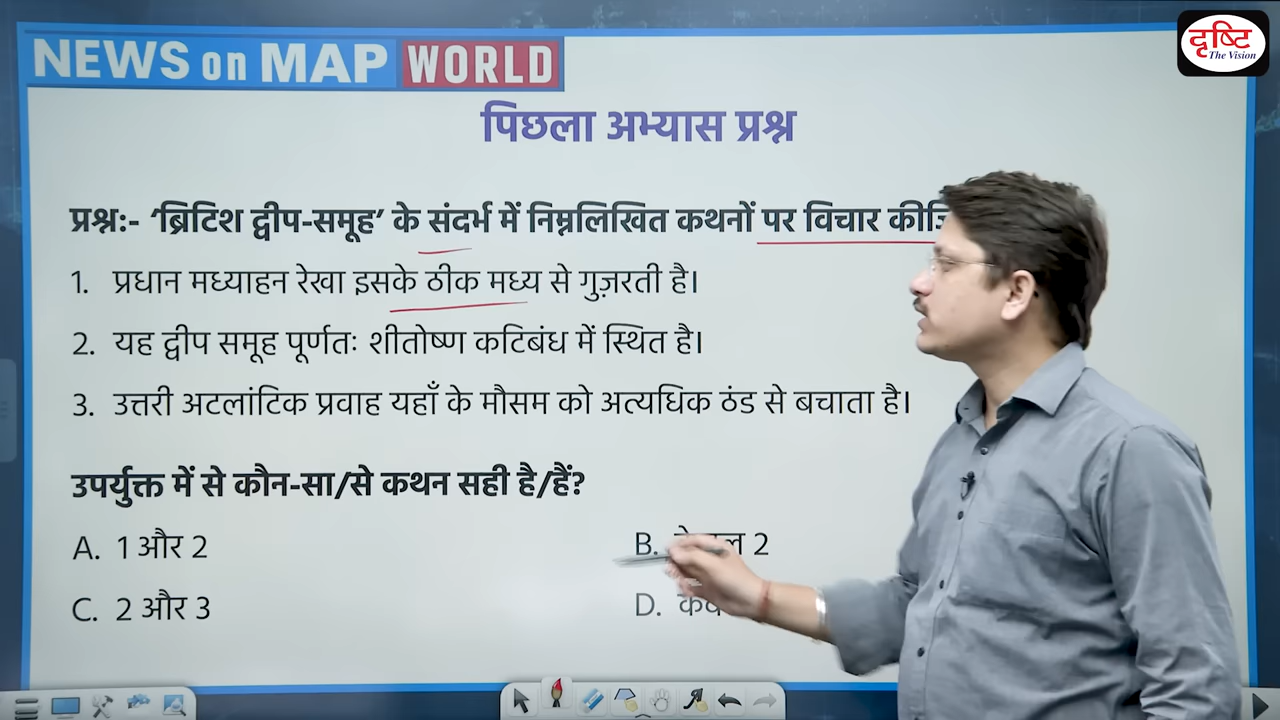 NEWS on MAP WORLD
दृष्टि
The Vision
पिछला अभ्यास प्रश्न
प्रश्न:- ‘ब्रिटिश द्वीप-समूह’ के संदर्भ में निम्नलिखित कथनों पर विचार
1. प्रधान मध्याहन रेखा इसके ठीक मध्य से गुज़रती है।
2. यह द्वीप समूह पूर्णतः शीतोष्ण कटिबंध में स्थित है।
3. उत्तरी अटलांटिक प्रवाह यहाँ के मौसम को अत्यधिक ठंड से बचाता है।
उपर्युक्त में से कौन-सा/से कथन सही है/हैं?
A. 1 और 2
B. 2
C. 2 और 3
D.